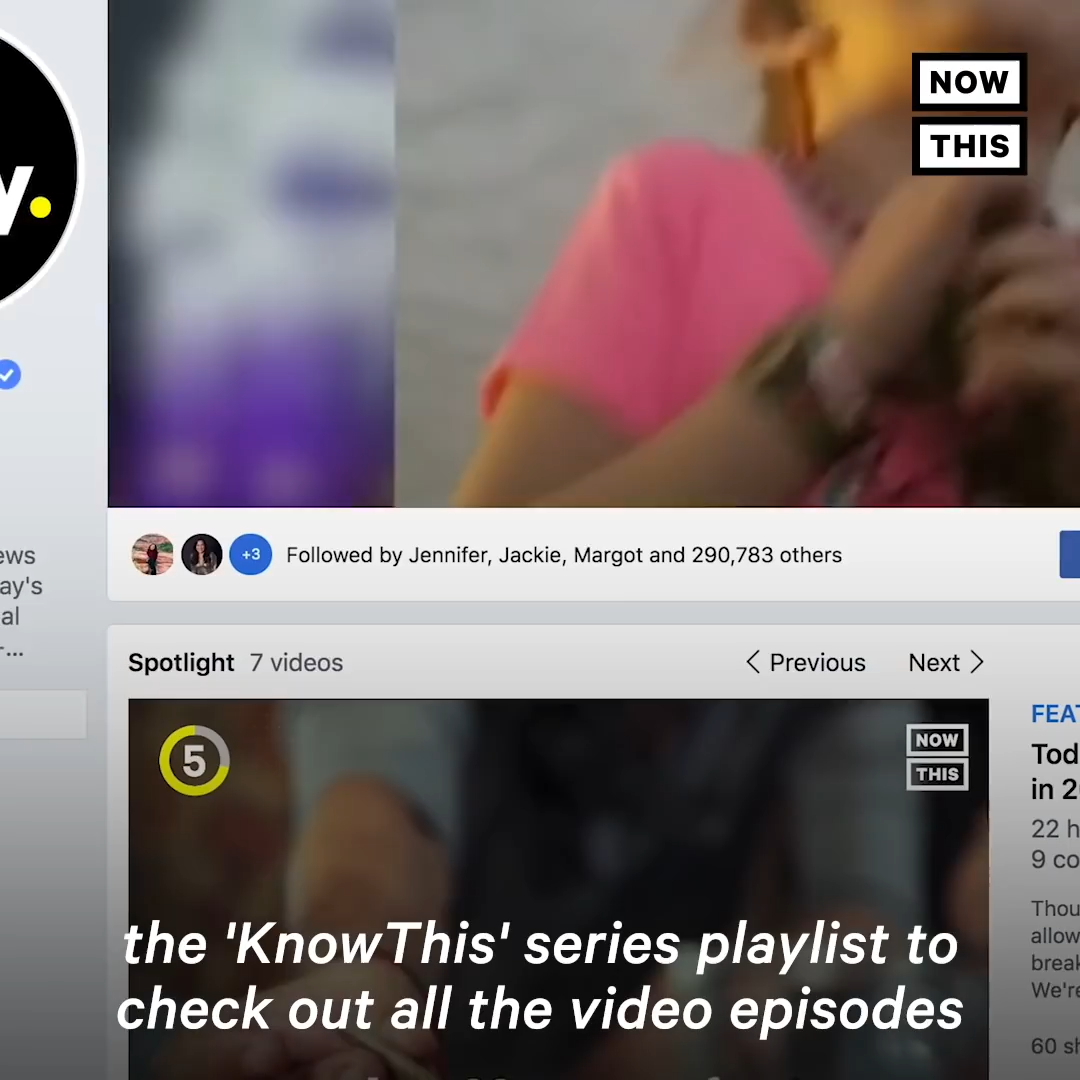 NOW
THIS
y.
ews
ay's
al
-...
+3
Followed by Jennifer, Jackie, Margot and 290,783 others
Spotlight 7 videos
Previous Next
5
NOW
THIS
FEAT
Tod
in 2
22 h
9 co
Thou
allow
break
We're
60 sh
the 'KnowThis' series playlist to
check out all the video episodes